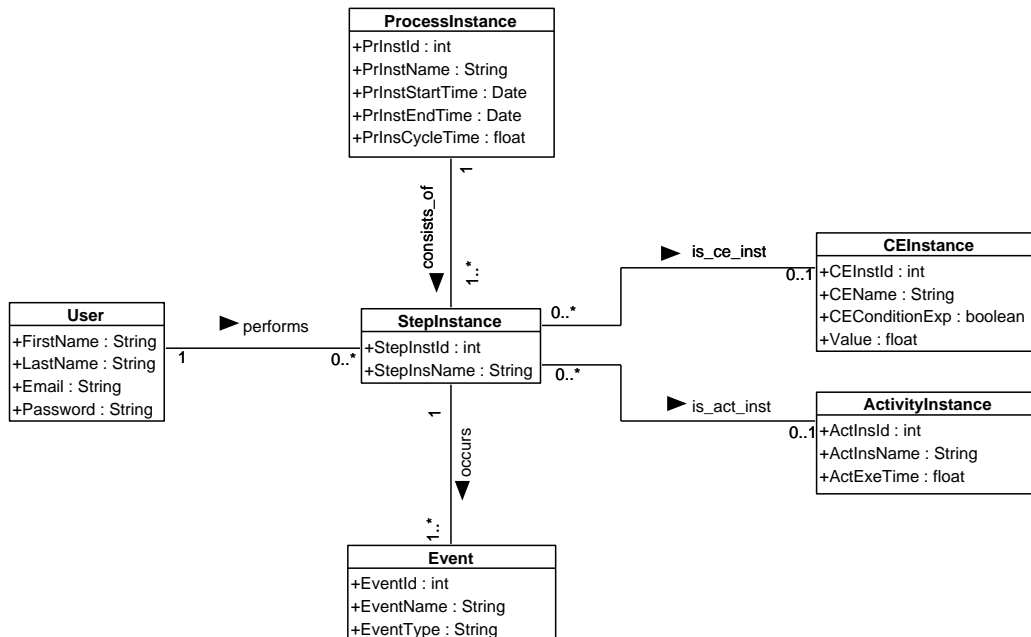 ProcessInstance
+PrInstId : int
+PrInstName : String
+PrInstStartTime : Date
+PrInstEndTime : Date
+PrInsCycleTime : float
1
consists_of
1..*
is_ce_inst
0..1
0..*
CEInstance
+CEInstId : int
+CEName : String
+CEConditionExp : boolean
+Value : float
User
+FirstName : String
+LastName : String
+Email : String
+Password : String
performs
1
0..*
StepInstance
+StepInstId : int
+StepInsName : String
0..*
is_act_inst
0..1
ActivityInstance
+ActInsId : int
+ActInsName : String
+ActExeTime : float
1
occurs
1..*
Event
+EventId : int
+EventName : String
+EventType : String